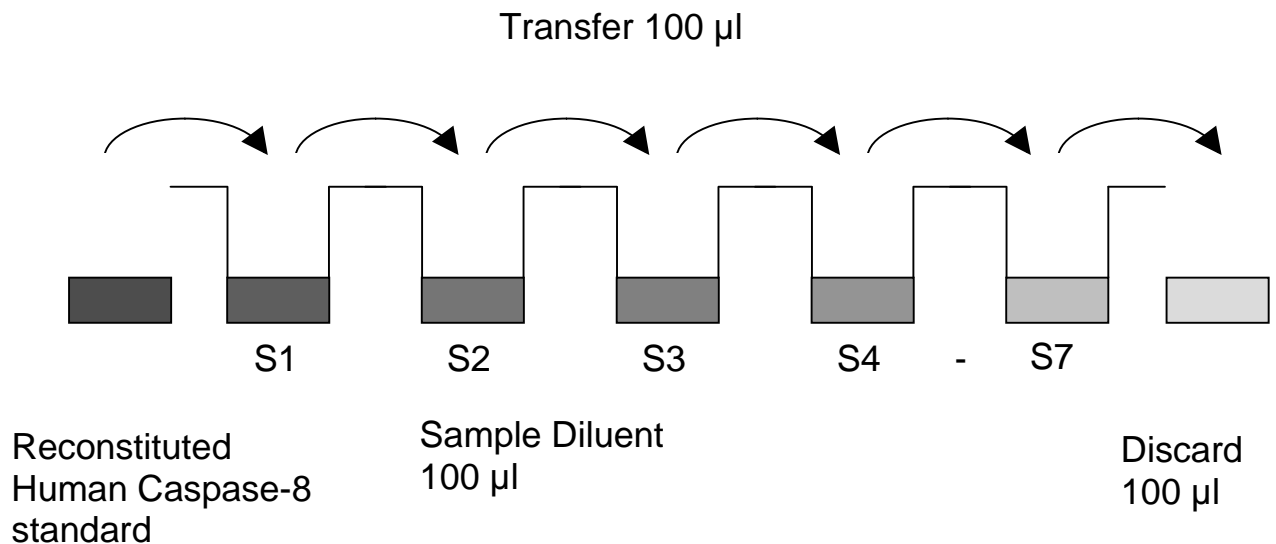 Transfer 100 µl
S1 S2 S3 S4 - S7
Reconstituted
Human Caspase-8
standard
Sample Diluent
100 µl
Discard
100 µl